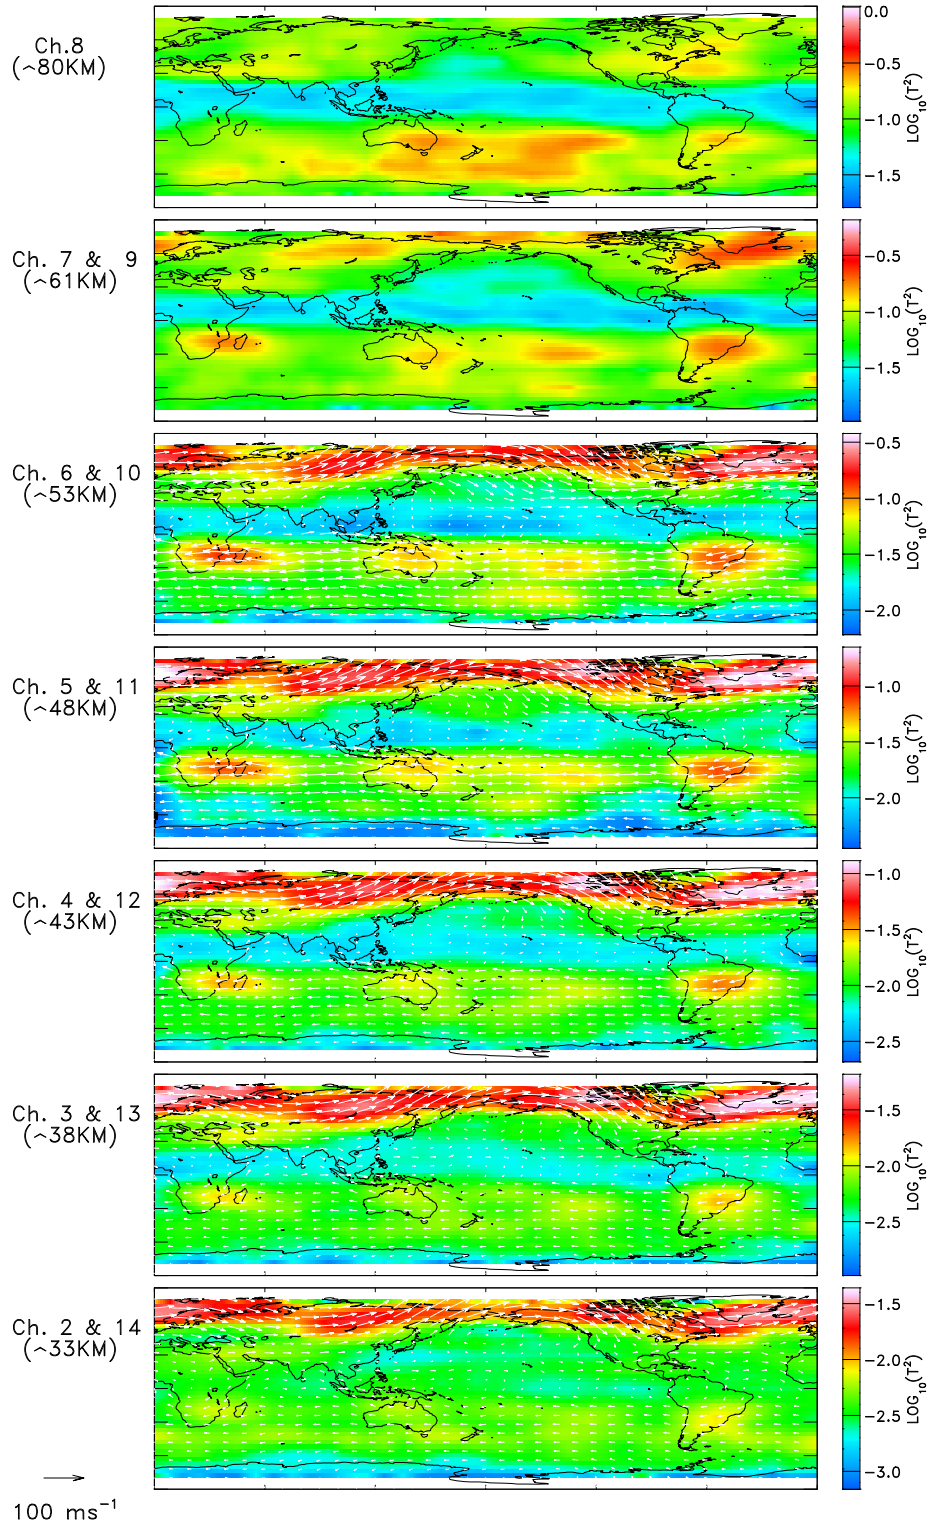 Ch.8
(~80KM)
0.0
−0.5
−1.0
−1.5
LOG₁₀(T²)
Ch. 7 & 9
(~61KM)
−0.5
−1.0
−1.5
LOG₁₀(T²)
Ch. 6 & 10
(~53KM)
−0.5
−1.0
−1.5
−2.0
LOG₁₀(T²)
Ch. 5 & 11
(~48KM)
−1.0
−1.5
−2.0
LOG₁₀(T²)
Ch. 4 & 12
(~43KM)
−1.0
−1.5
−2.0
−2.5
LOG₁₀(T²)
Ch. 3 & 13
(~38KM)
−1.5
−2.0
−2.5
LOG₁₀(T²)
Ch. 2 & 14
(~33KM)
−1.5
−2.0
−2.5
−3.0
LOG₁₀(T²)
100 ms⁻¹